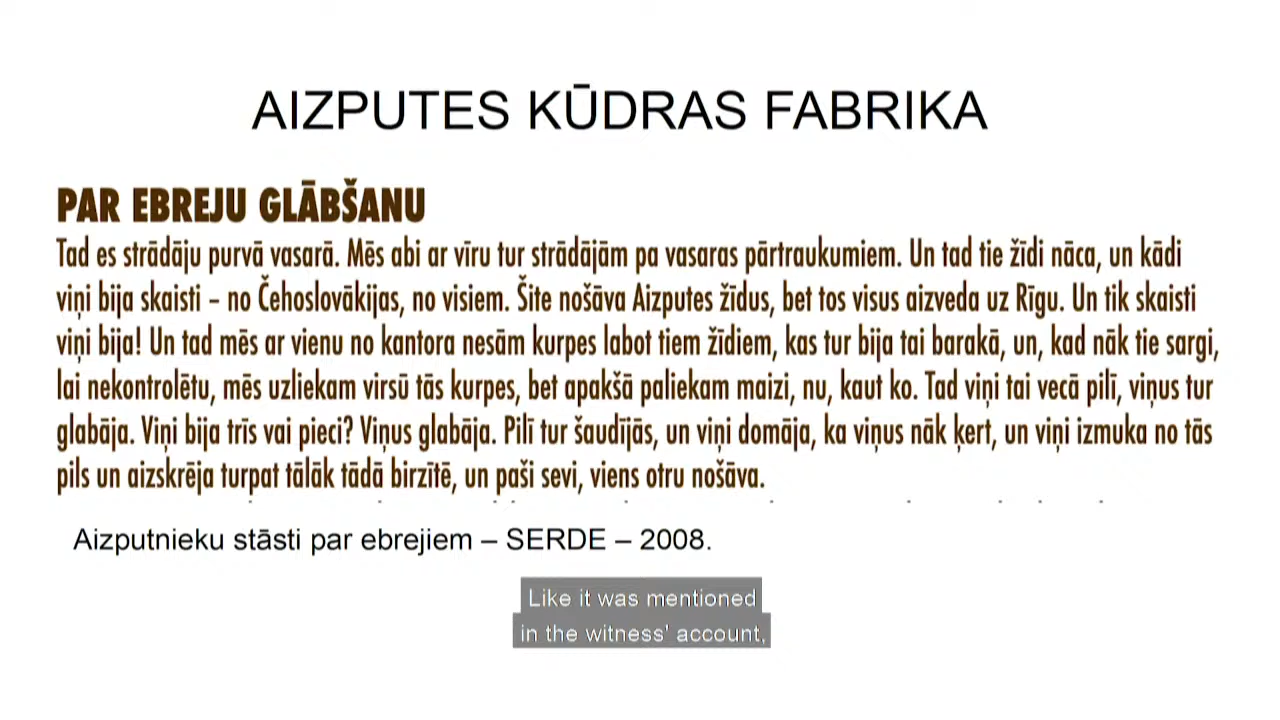 AIZPUTES KŪDRAS FABRIKA
PAR EBREJU GLĀBŠANU
Tad es strādāju purvā vasarā. Mēs abi ar vīru tur strādājām pa vasaras pārtraukumiem. Un tad tie žīdi nāca, un kādi
viņi bija skaisti – no Čehoslovākijas, no visiem. Šite nošāva Aizputes žīdus, bet tos visus aizveda uz Rīgu. Un tik skaisti
viņi bija! Un tad mēs ar vienu no kantora nesām kurpes labot tiem žīdiem, kas tur bija tai barakā, un, kad nāk tie sargi,
lai nekontrolētu, mēs uzliekam virsū tās kurpes, bet apakšā paliekam maizi, nu, kaut ko. Tad viņi tai vecā pilī, viņus tur
glabāja. Viņi bija trīs vai pieci? Viņus glabāja. Pilī tur šaudījās, un viņi domāja, ka viņus nāk ķert, un viņi izmuka no tās
pils un aizskrēja turpat tālāk tādā birzītē, un paši sevi, viens otru nošāva.
Aizputnieku stāsti par ebrejiem – SERDE – 2008.
Like it was mentioned
in the witness' account,